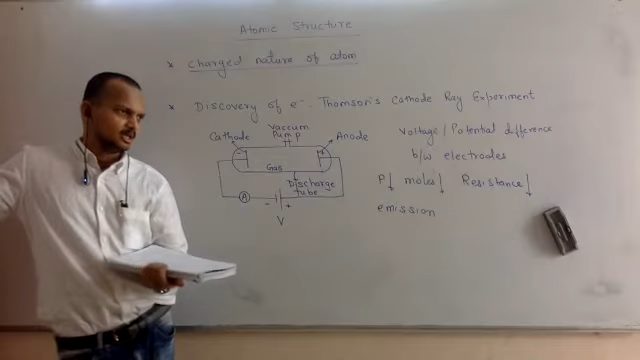 Atomic Structure
* Charged nature of atom
* Discovery of e⁻. Thomson's Cathode Ray Experiment
Vaccum
Pump
Cathode
Anode
Gas
Discharge
tube
A
- +
V
Voltage/Potential difference
b/w electrodes
P↓ moles↓ Resistance↓
emission